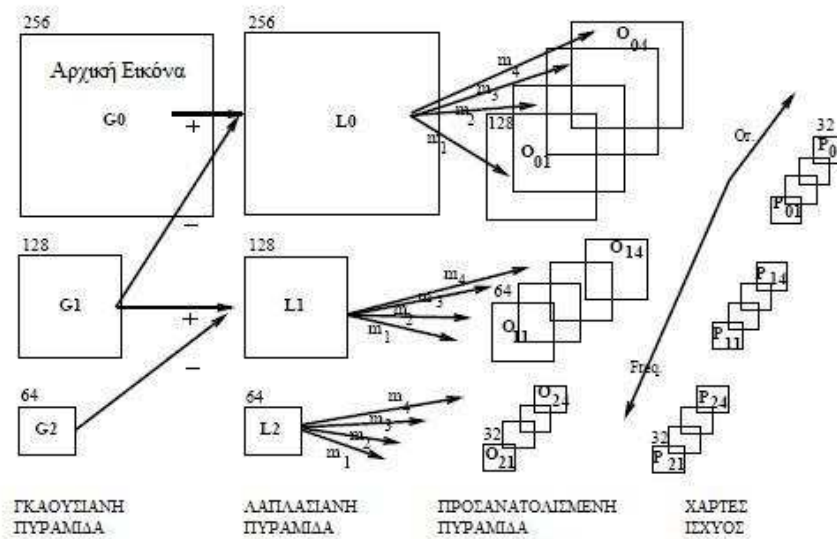 256
256
Αρχική Εικόνα
G0
+
L0
m4
m3
m2
m1
O04
128
O01
Or.
32
P0
P01
−
128
128
G1
+
L1
m4
m3
m2
m1
64
O14
O11
P14
P11
Freq.
−
64
64
G2
L2
m4
m3
m2
m1
O24
32
O21
P24
32
P21
ΓΚΑΟΥΣΙΑΝΗ
ΠΥΡΑΜΙΔΑ
ΛΑΠΛΑΣΙΑΝΗ
ΠΥΡΑΜΙΔΑ
ΠΡΟΣΑΝΑΤΟΛΙΣΜΕΝΗ
ΠΥΡΑΜΙΔΑ
ΧΑΡΤΕΣ
ΙΣΧΥΟΣ